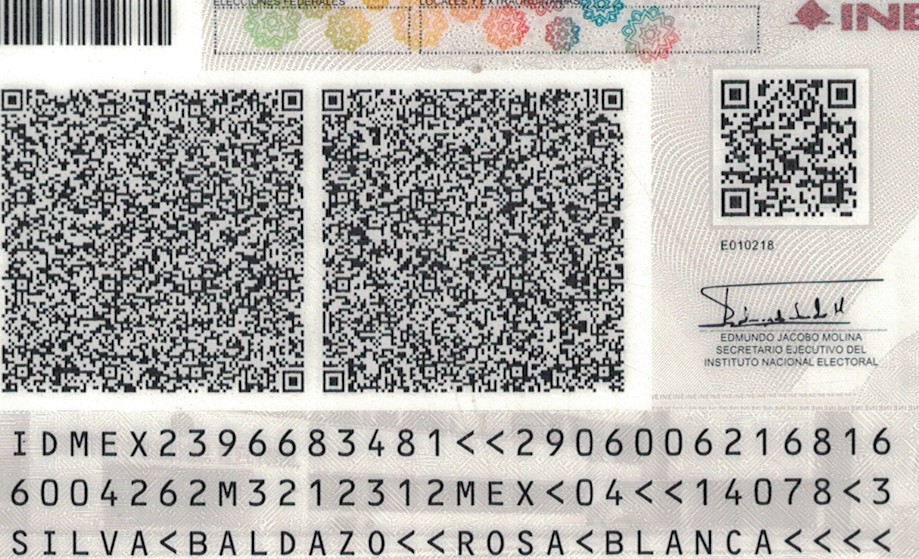 ELECCIONES FEDERALES
LOCALES Y EXTRAORDINARIAS
INE
E010218
EDMUNDO JACOBO MOLINA
SECRETARIO EJECUTIVO DEL
INSTITUTO NACIONAL ELECTORAL
IDMEX2396683481<<2906006216816
6004262M3212312MEX<04<<14078<3
SILVA<BALDAZO<<ROSA<BLANCA<<<<